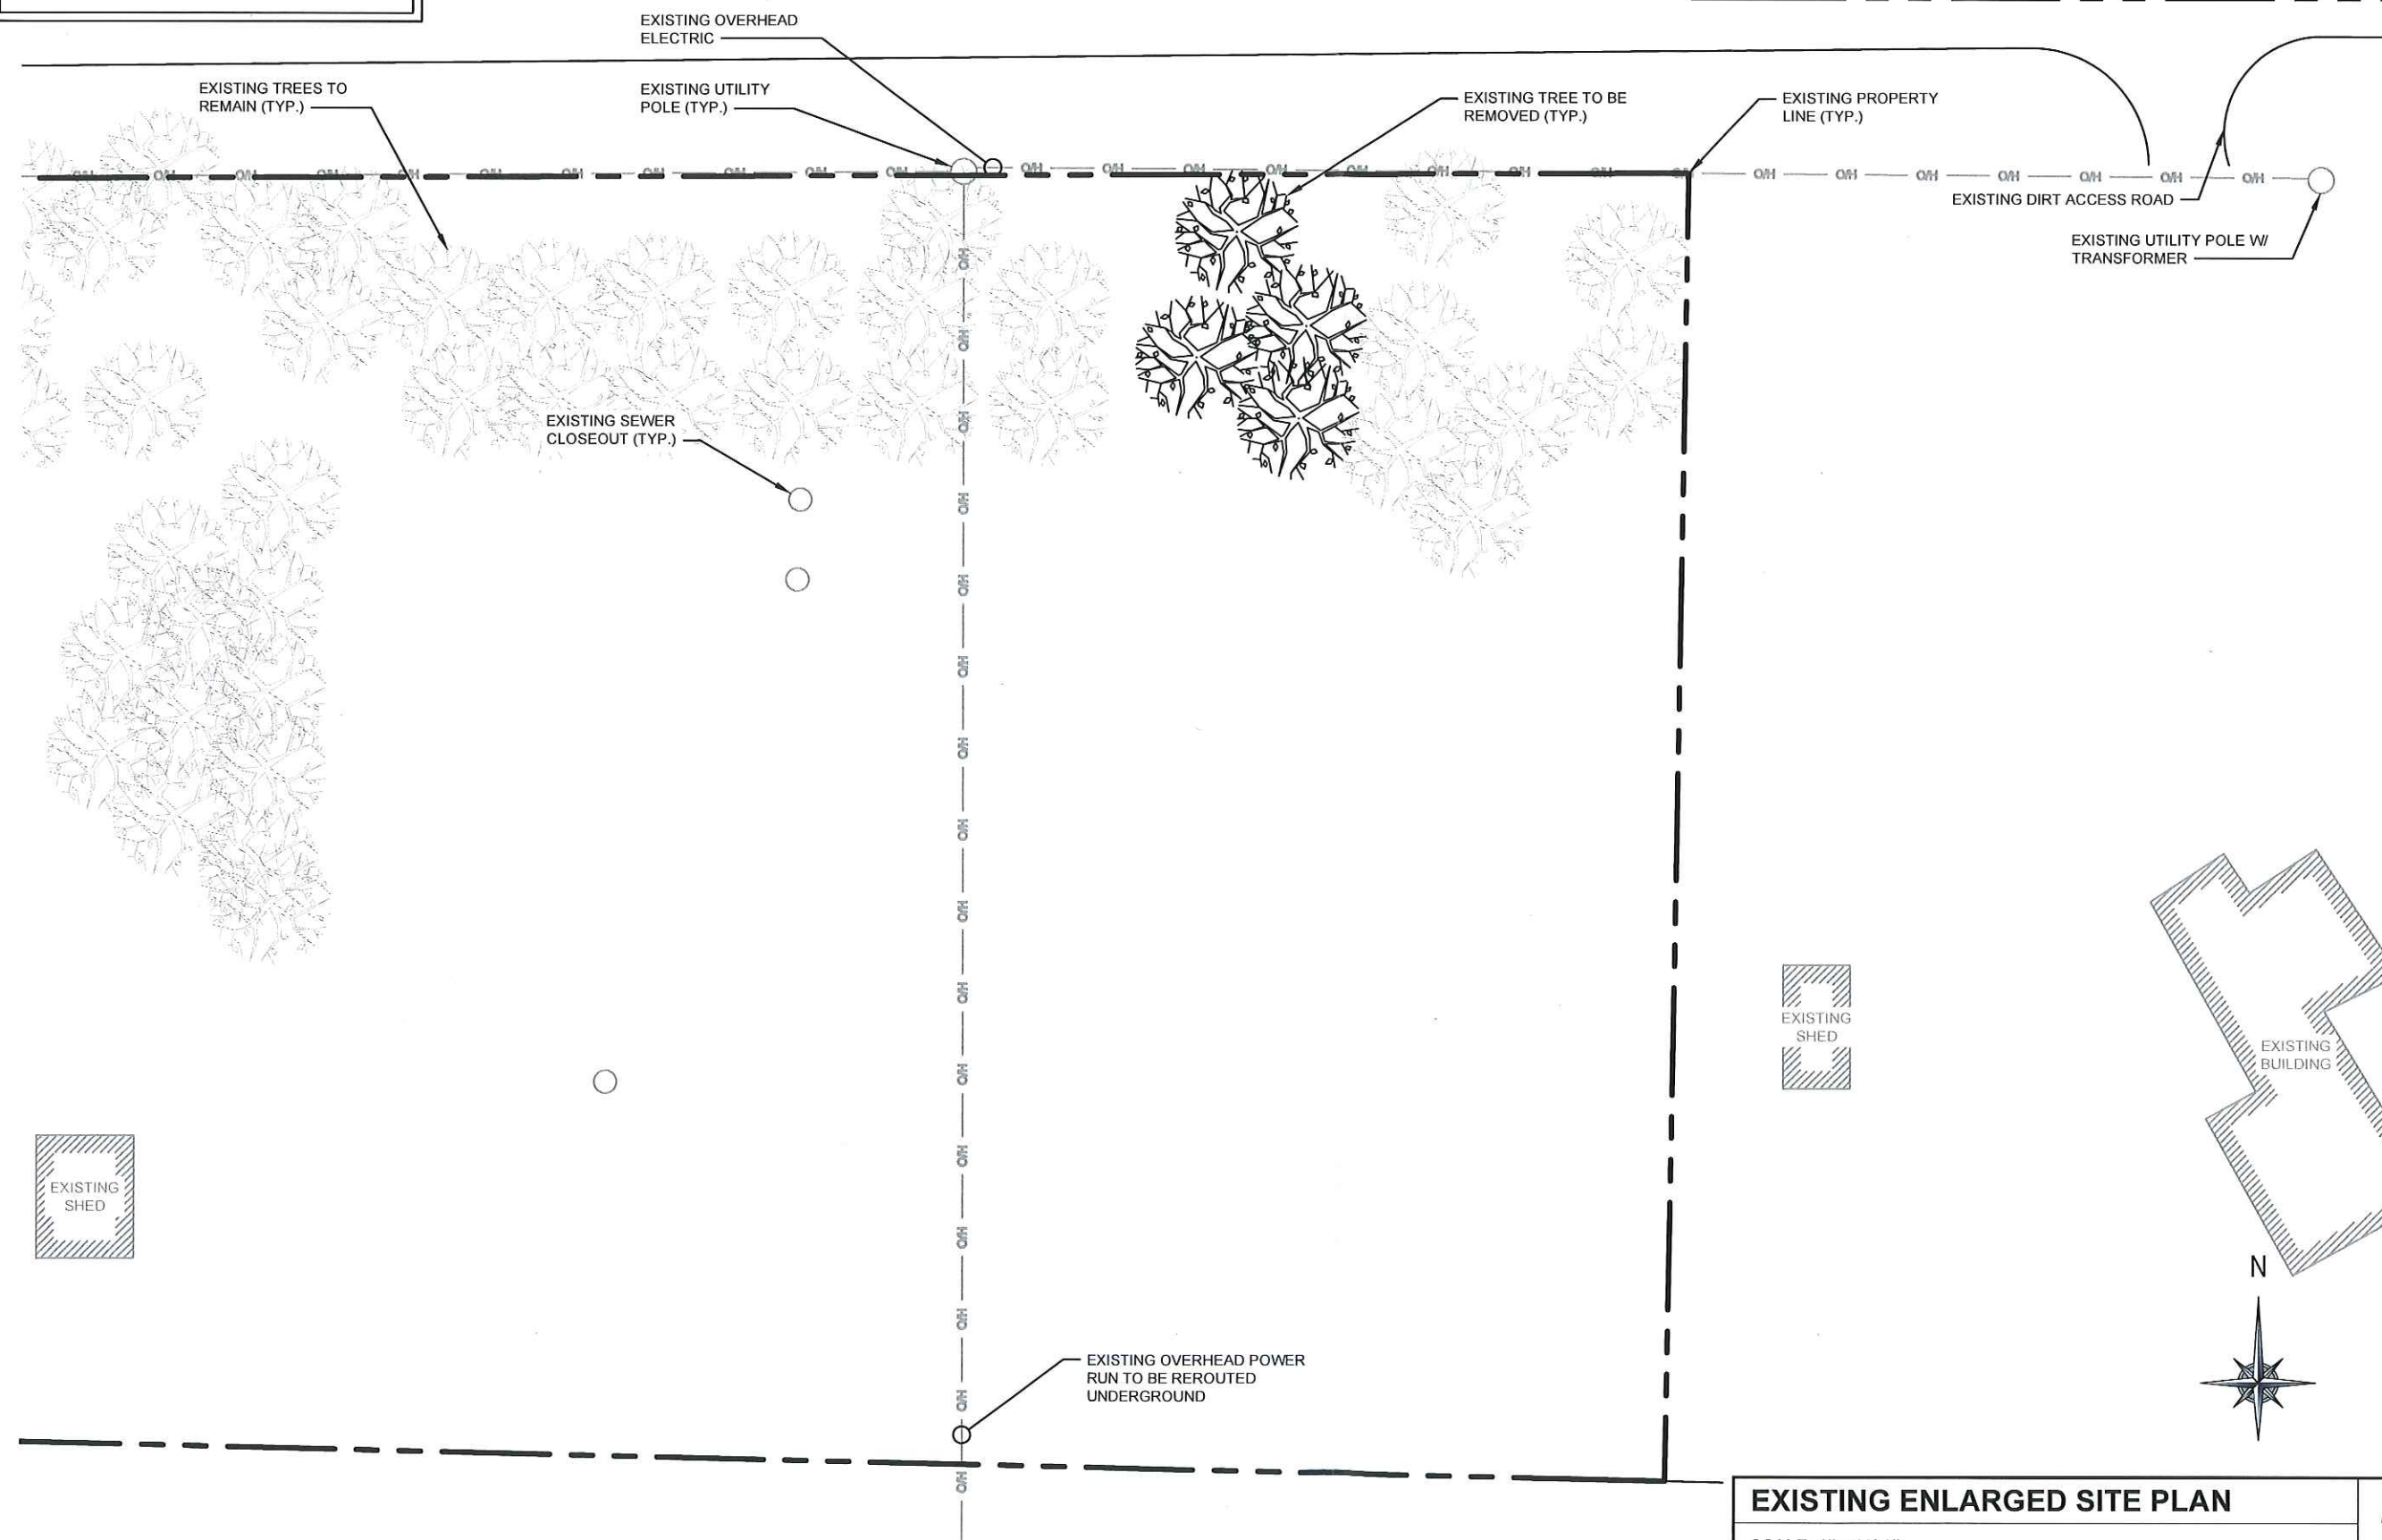 EXISTING OVERHEAD
ELECTRIC
EXISTING TREES TO
REMAIN (TYP.)
EXISTING UTILITY
POLE (TYP.)
EXISTING TREE TO BE
REMOVED (TYP.)
EXISTING PROPERTY
LINE (TYP.)
O/H O/H O/H O/H O/H O/H O/H O/H O/H O/H O/H O/H O/H O/H O/H O/H O/H O/H O/H O/H O/H O/H O/H O/H O/H O/H O/H O/H
EXISTING DIRT ACCESS ROAD
EXISTING UTILITY POLE W/
TRANSFORMER
O/H
O/H
O/H
EXISTING SEWER
CLOSEOUT (TYP.)
O/H
O/H
O/H
O/H
O/H
O/H
O/H
EXISTING
SHED
EXISTING
BUILDING
O/H
O/H
EXISTING
SHED
O/H
O/H
N
EXISTING OVERHEAD POWER
RUN TO BE REROUTED
UNDERGROUND
O/H
O/H
EXISTING ENLARGED SITE PLAN